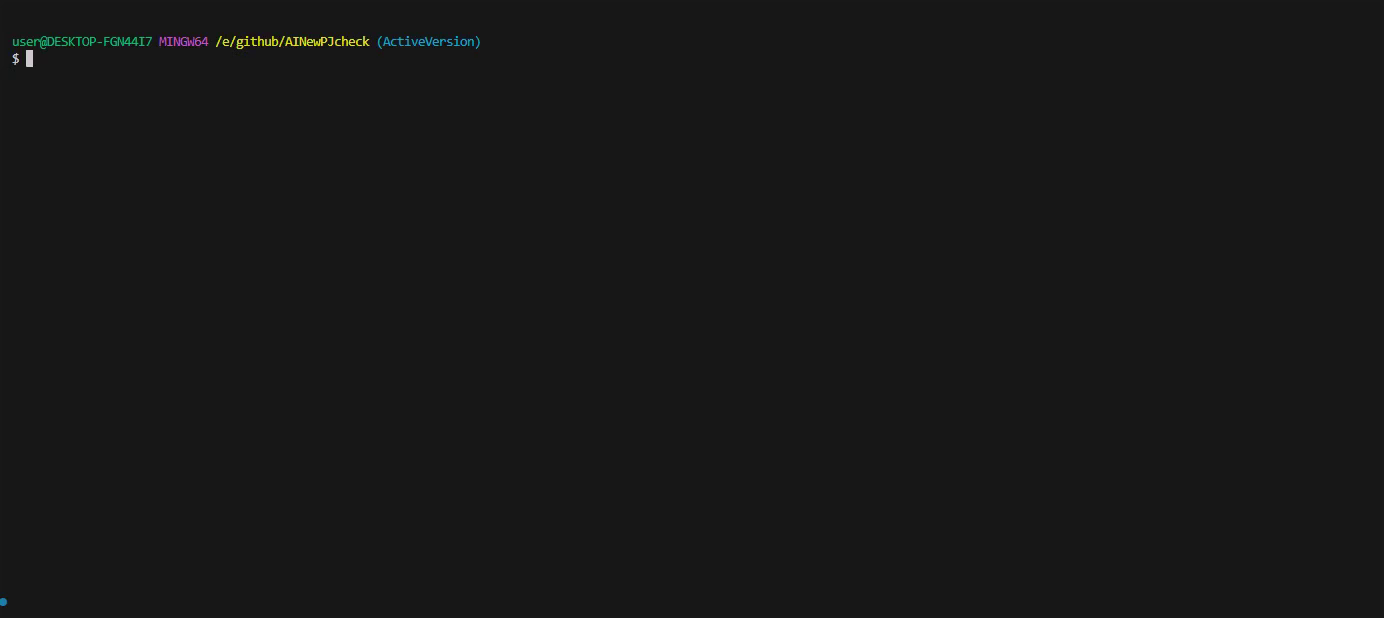 user@DESKTOP-FGN44I7 MINGW64 /e/github/AINewPJcheck (ActiveVersion)
$